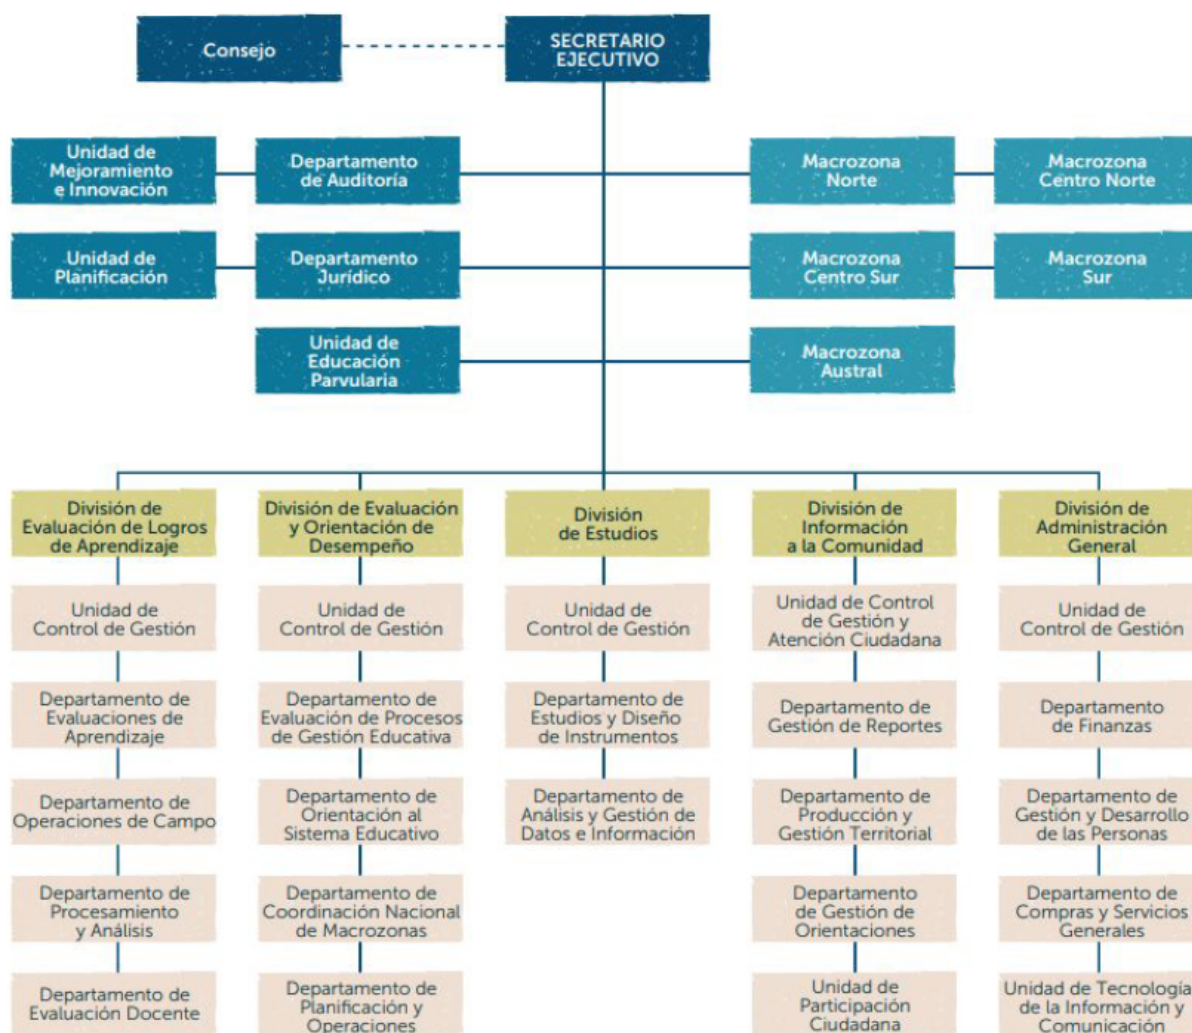 Consejo
SECRETARIO
EJECUTIVO
Unidad de
Mejoramiento
e Innovación
Departamento
de Auditoría
Macrozona
Norte
Macrozona
Centro Norte
Unidad de
Planificación
Departamento
Jurídico
Macrozona
Centro Sur
Macrozona
Sur
Unidad de
Educación
Parvularia
Macrozona
Austral
División de
Evaluación de Logros
de Aprendizaje
División de Evaluación
y Orientación de
Desempeño
División
de Estudios
División de
Información
a la Comunidad
División de
Administración
General
Unidad de
Control de Gestión
Unidad de
Control de Gestión
Unidad de
Control de Gestión
Unidad de Control
de Gestión y
Atención Ciudadana
Unidad de
Control de Gestión
Departamento de
Evaluaciones de
Aprendizaje
Departamento de
Evaluación de Procesos
de Gestión Educativa
Departamento de
Estudios y Diseño
de Instrumentos
Departamento de
Gestión de Reportes
Departamento
de Finanzas
Departamento de
Operaciones de Campo
Departamento de
Orientación al
Sistema Educativo
Departamento de
Análisis y Gestión de
Datos e Información
Departamento de
Producción y
Gestión Territorial
Departamento de
Gestión y Desarrollo
de las Personas
Departamento de
Procesamiento
y Análisis
Departamento de
Coordinación Nacional
de Macrozonas
Departamento
de Gestión de
Orientaciones
Departamento de
Compras y Servicios
Generales
Departamento de
Evaluación Docente
Departamento de
Planificación y
Operaciones
Unidad de
Participación
Ciudadana
Unidad de Tecnología
de la Información y
Comunicación